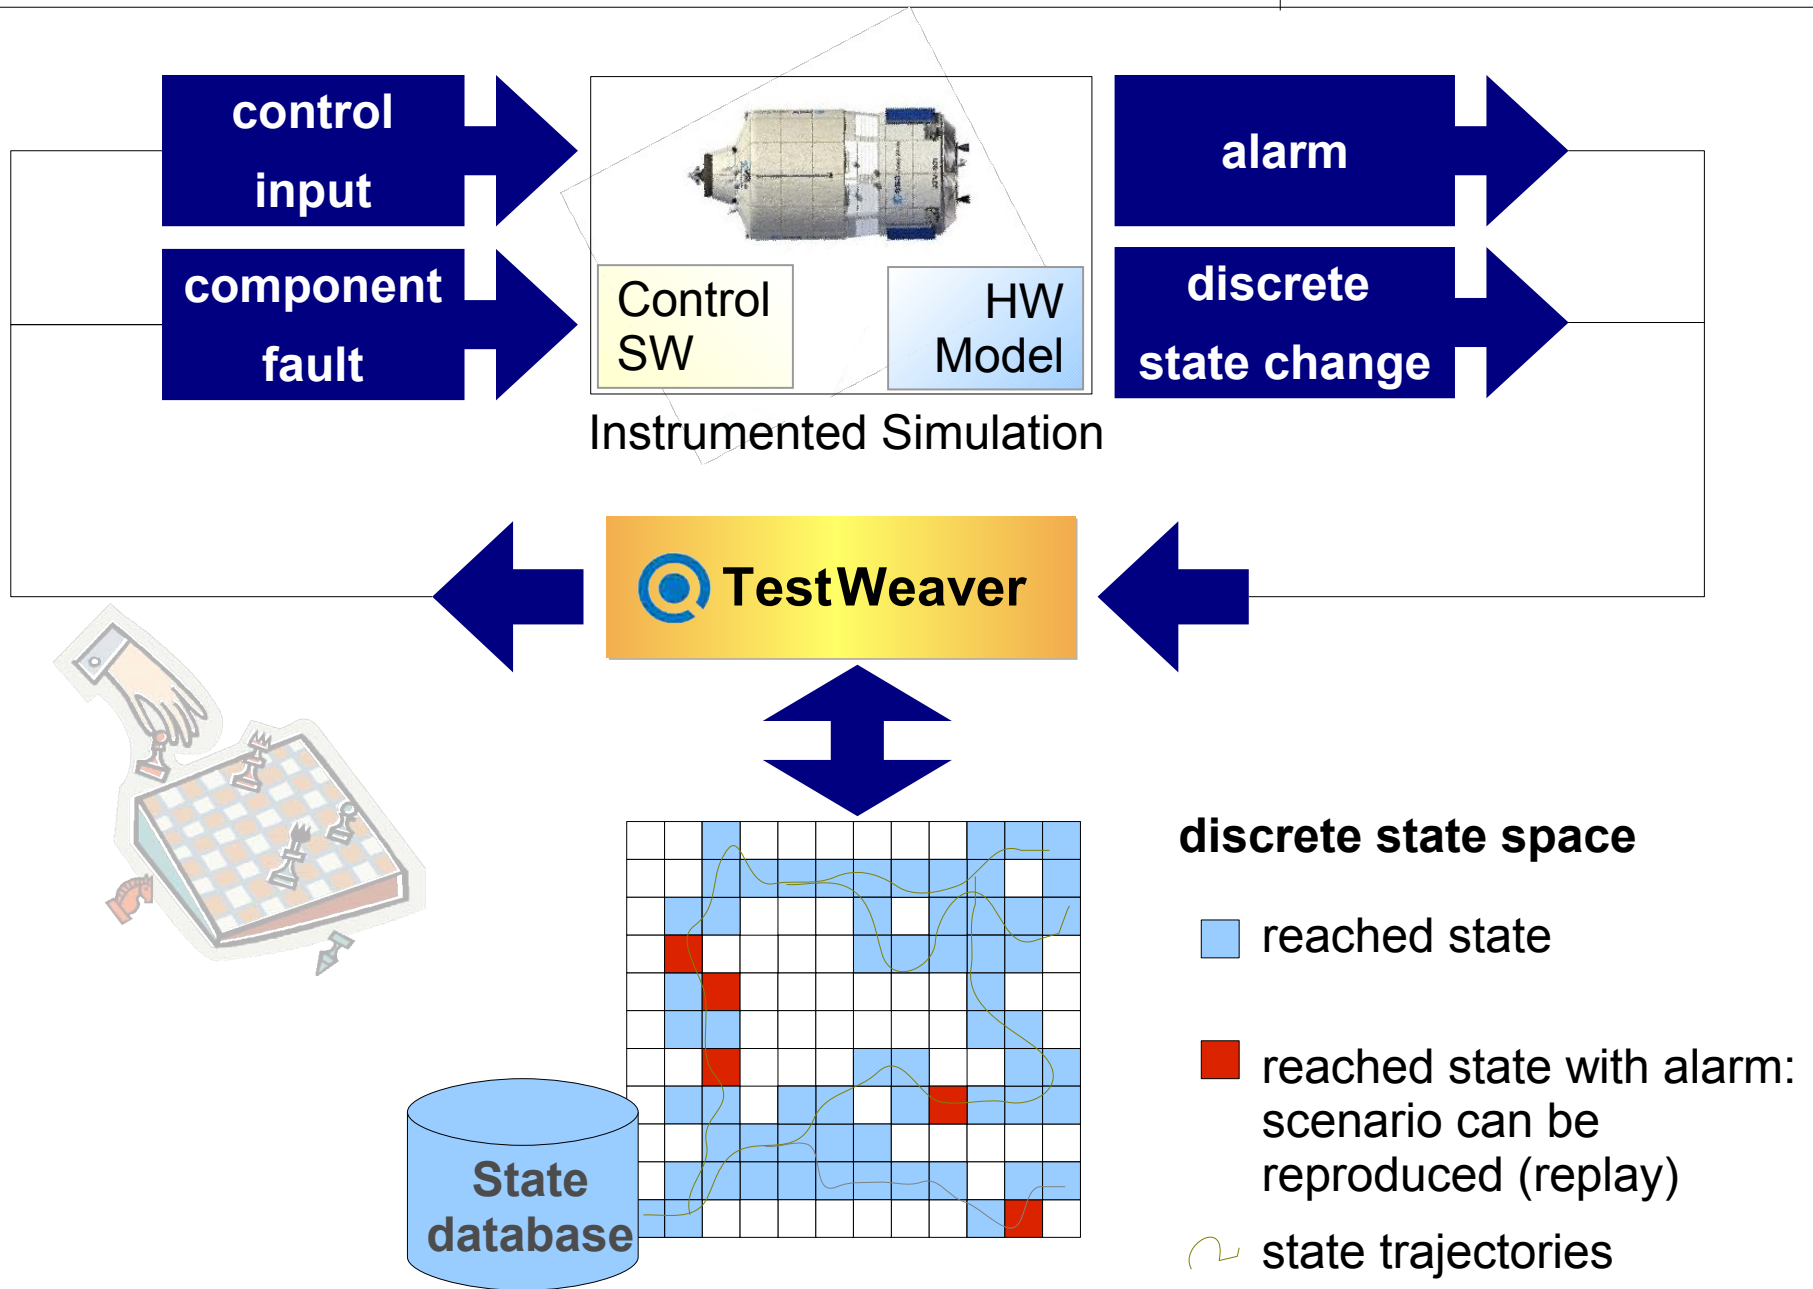 control
input
component
fault
Control
SW
HW
Model
alarm
discrete
state change
Instrumented Simulation
TestWeaver
discrete state space
reached state
reached state with alarm:
scenario can be
reproduced (replay)
state trajectories
State
database